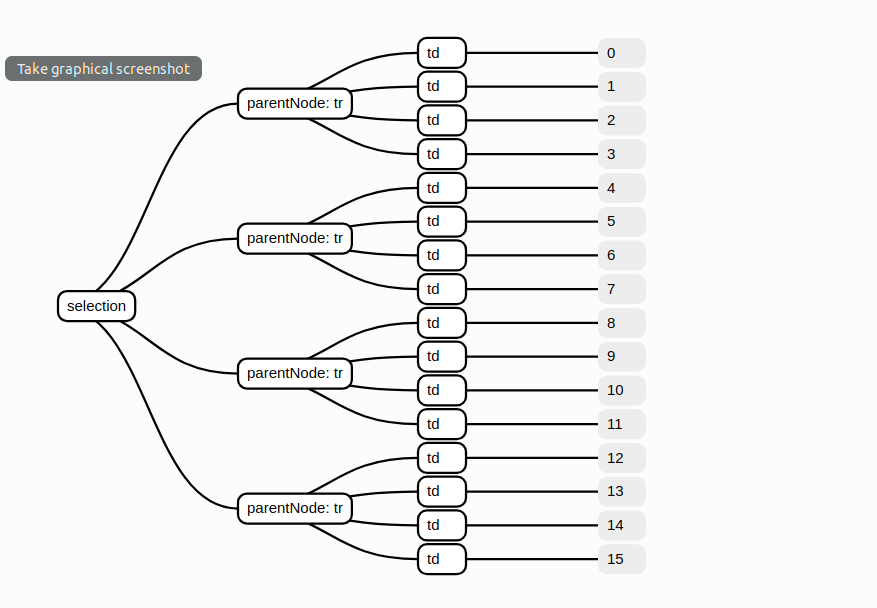 Take graphical screenshot
selection
parentNode: tr
td 0
td 1
td 2
td 3
parentNode: tr
td 4
td 5
td 6
td 7
parentNode: tr
td 8
td 9
td 10
td 11
parentNode: tr
td 12
td 13
td 14
td 15